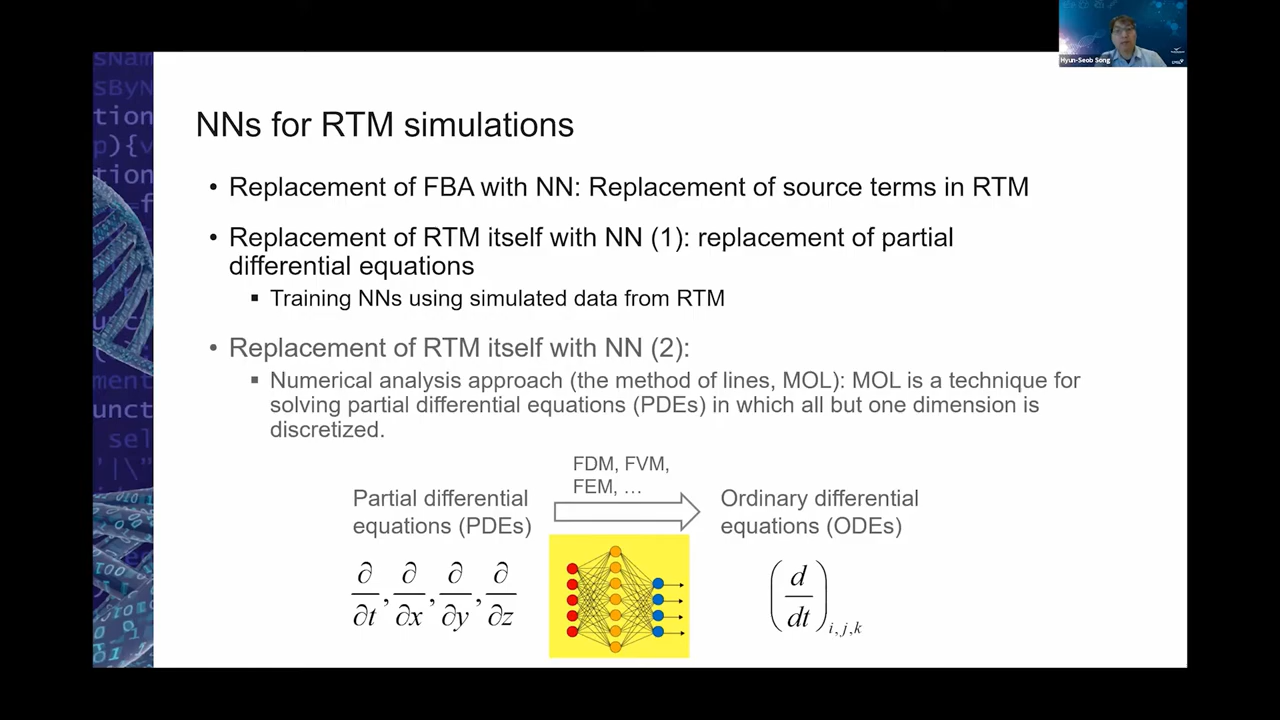 Hyun-Seob Song
NNs for RTM simulations
• Replacement of FBA with NN: Replacement of source terms in RTM
• Replacement of RTM itself with NN (1): replacement of partial
differential equations
▪ Training NNs using simulated data from RTM
• Replacement of RTM itself with NN (2):
▪ Numerical analysis approach (the method of lines, MOL): MOL is a technique for
solving partial differential equations (PDEs) in which all but one dimension is
discretized.
FDM, FVM,
FEM, …
Partial differential
equations (PDEs)
Ordinary differential
equations (ODEs)
∂/∂t, ∂/∂x, ∂/∂y, ∂/∂z
(d/dt)i,j,k